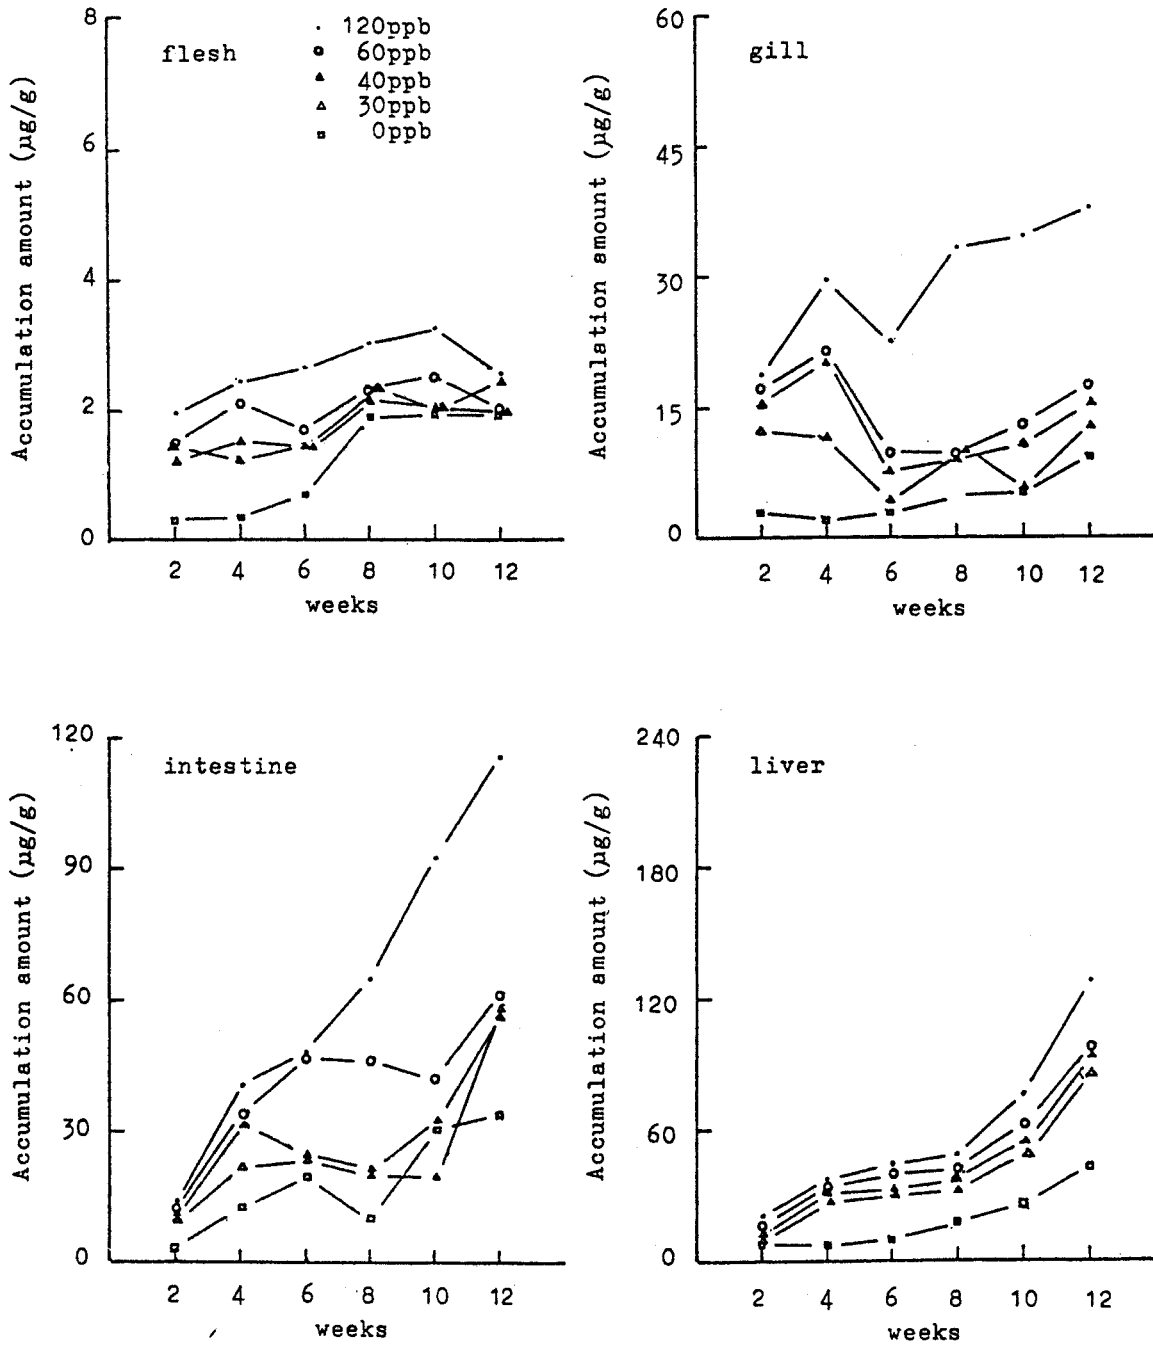 8
6
4
2
0
Accumulation amount (µg/g)
flesh
120ppb
60ppb
40ppb
30ppb
0ppb
2 4 6 8 10 12
weeks
60
45
30
15
0
Accumulation amount (µg/g)
gill
2 4 6 8 10 12
weeks
120
90
60
30
0
Accumulation amount (µg/g)
intestine
2 4 6 8 10 12
weeks
240
180
120
60
0
Accumulation amount (µg/g)
liver
2 4 6 8 10 12
weeks